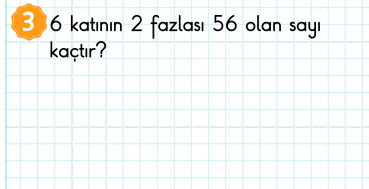 3 6 katının 2 fazlası 56 olan sayı
kaçtır?